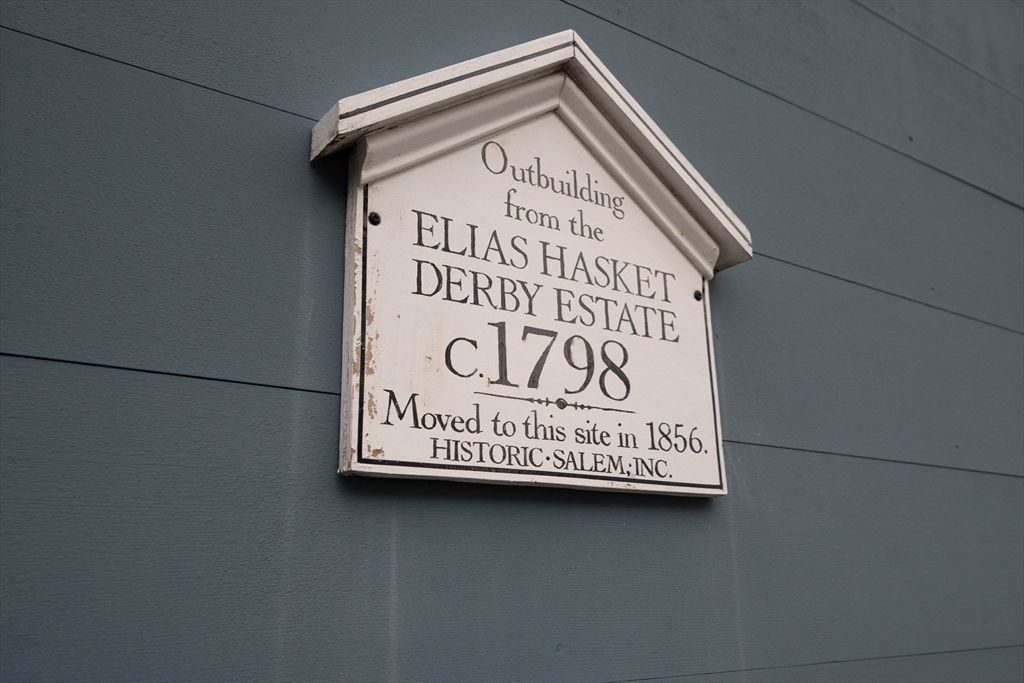 Outbuilding
from the
ELIAS HASKET
DERBY ESTATE
c.1798
Moved to this site in 1856.
HISTORIC·SALEM, INC.